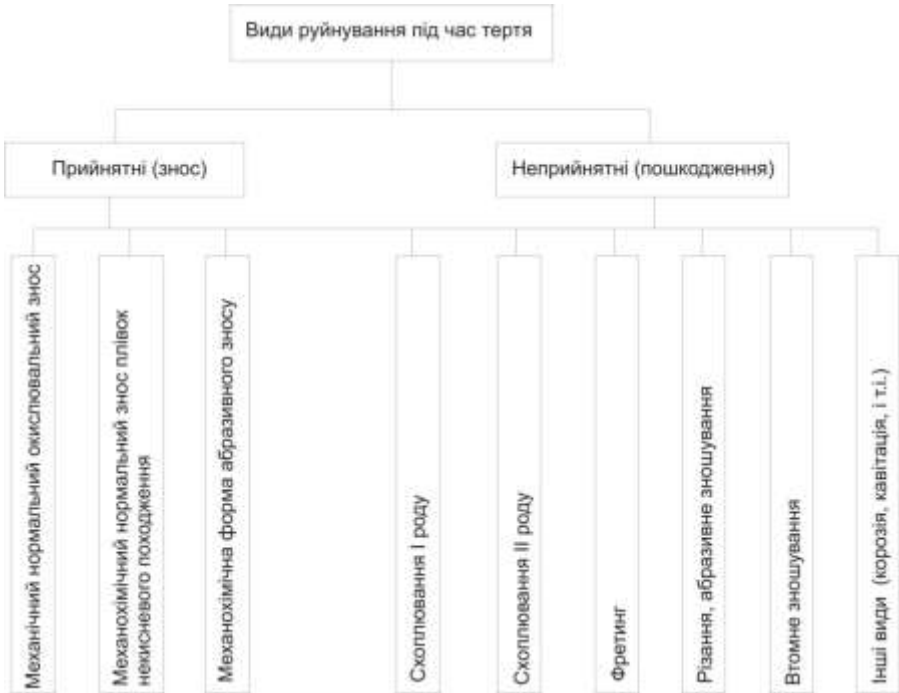 Види руйнування під час тертя
Прийнятні (знос)
Неприйнятні (пошкодження)
Механічний нормальний окислювальний знос
Механохімічний нормальний знос плівок
некисневого походження
Механохімічна форма абразивного зносу
Схоплювання І роду
Схоплювання ІІ роду
Фретинг
Різання, абразивне зношування
Втомне зношування
Інші види (корозія, кавітація, і т.і.)